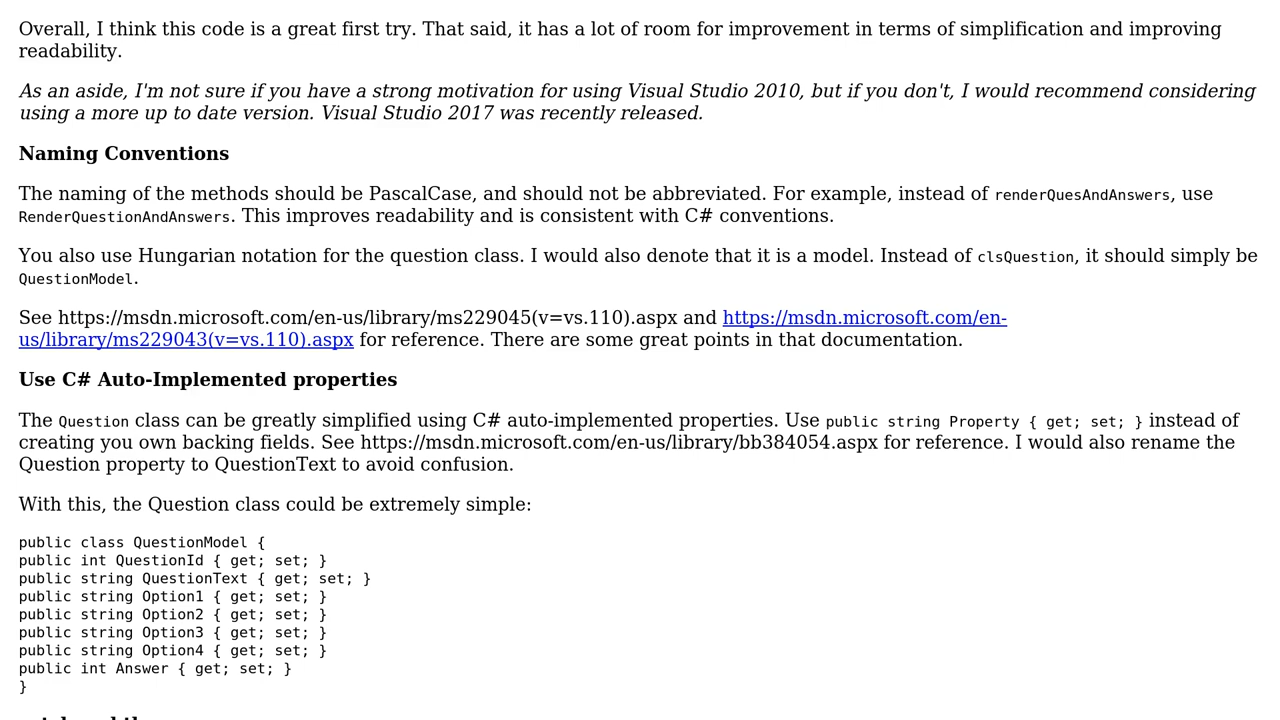 Overall, I think this code is a great first try. That said, it has a lot of room for improvement in terms of simplification and improving
readability.
As an aside, I'm not sure if you have a strong motivation for using Visual Studio 2010, but if you don't, I would recommend considering
using a more up to date version. Visual Studio 2017 was recently released.
Naming Conventions
The naming of the methods should be PascalCase, and should not be abbreviated. For example, instead of renderQuesAndAnswers, use
RenderQuestionAndAnswers. This improves readability and is consistent with C# conventions.
You also use Hungarian notation for the question class. I would also denote that it is a model. Instead of clsQuestion, it should simply be
QuestionModel.
See https://msdn.microsoft.com/en-us/library/ms229045(v=vs.110).aspx and https://msdn.microsoft.com/en-
us/library/ms229043(v=vs.110).aspx for reference. There are some great points in that documentation.
Use C# Auto-Implemented properties
The Question class can be greatly simplified using C# auto-implemented properties. Use public string Property { get; set; } instead of
creating you own backing fields. See https://msdn.microsoft.com/en-us/library/bb384054.aspx for reference. I would also rename the
Question property to QuestionText to avoid confusion.
With this, the Question class could be extremely simple:
public class QuestionModel {
public int QuestionId { get; set; }
public string QuestionText { get; set; }
public string Option1 { get; set; }
public string Option2 { get; set; }
public string Option3 { get; set; }
public string Option4 { get; set; }
public int Answer { get; set; }
}